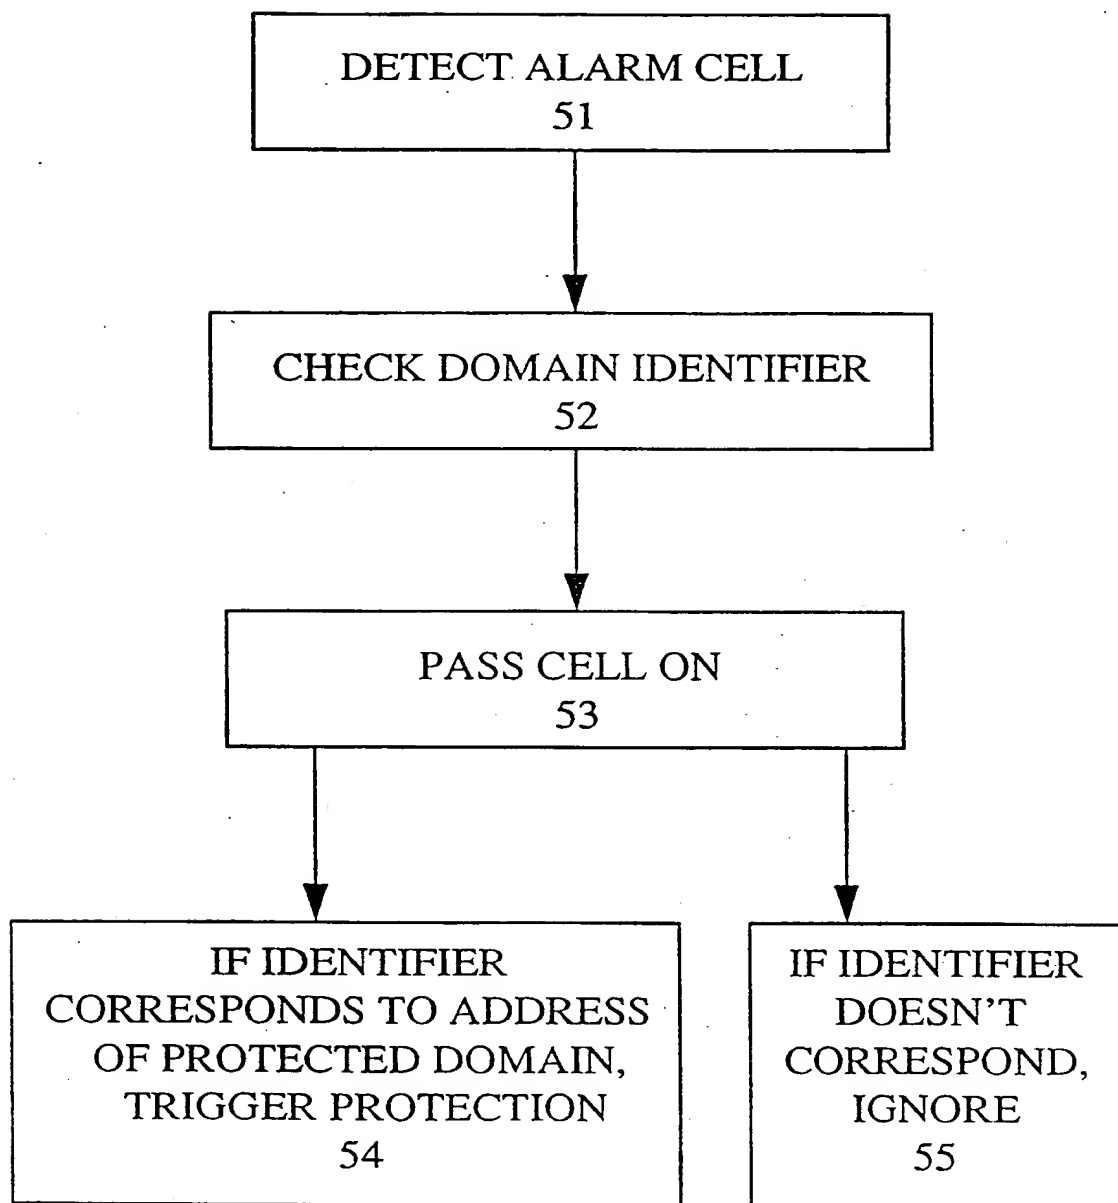 DETECT ALARM CELL
51
CHECK DOMAIN IDENTIFIER
52
PASS CELL ON
53
IF IDENTIFIER
CORRESPONDS TO ADDRESS
OF PROTECTED DOMAIN,
TRIGGER PROTECTION
54
IF IDENTIFIER
DOESN'T
CORRESPOND,
IGNORE
55